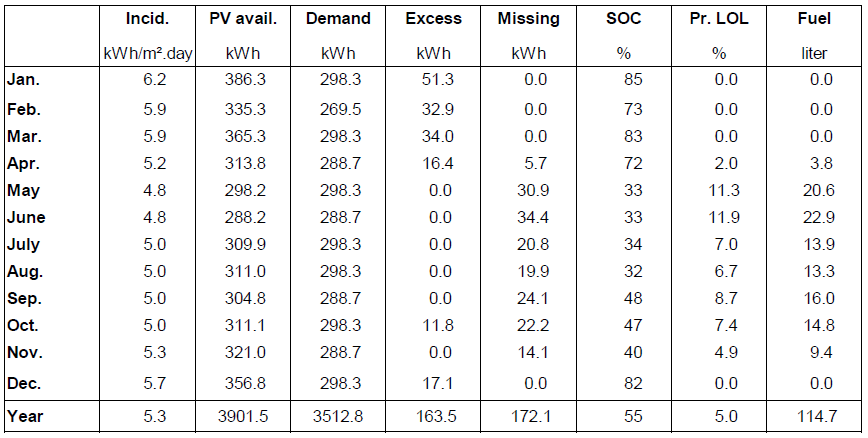 Incid. PV avail. Demand Excess Missing SOC Pr. LOL Fuel
kWh/m².day kWh kWh kWh kWh % % liter
Jan. 6.2 386.3 298.3 51.3 0.0 85 0.0 0.0
Feb. 5.9 335.3 269.5 32.9 0.0 73 0.0 0.0
Mar. 5.9 365.3 298.3 34.0 0.0 83 0.0 0.0
Apr. 5.2 313.8 288.7 16.4 5.7 72 2.0 3.8
May 4.8 298.2 298.3 0.0 30.9 33 11.3 20.6
June 4.8 288.2 288.7 0.0 34.4 33 11.9 22.9
July 5.0 309.9 298.3 0.0 20.8 34 7.0 13.9
Aug. 5.0 311.0 298.3 0.0 19.9 32 6.7 13.3
Sep. 5.0 304.8 288.7 0.0 24.1 48 8.7 16.0
Oct. 5.0 311.1 298.3 11.8 22.2 47 7.4 14.8
Nov. 5.3 321.0 288.7 0.0 14.1 40 4.9 9.4
Dec. 5.7 356.8 298.3 17.1 0.0 82 0.0 0.0
Year 5.3 3901.5 3512.8 163.5 172.1 55 5.0 114.7